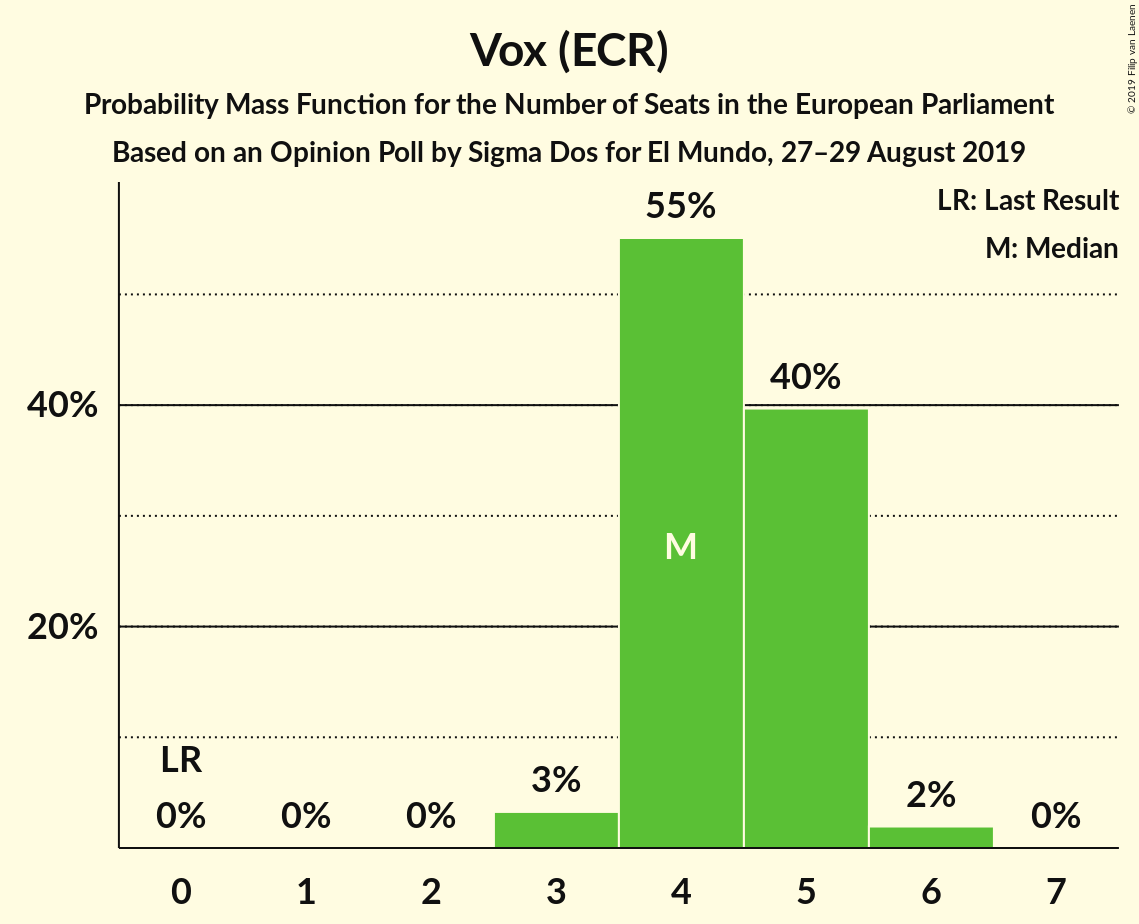 Vox (ECR)
Probability Mass Function for the Number of Seats in the European Parliament
Based on an Opinion Poll by Sigma Dos for El Mundo, 27–29 August 2019
© 2019 Filip van Laenen
LR: Last Result
M: Median
55%
40%
40%
M
20%
LR
3%
2%
0%
0%
0%
0%
0
1
2
3
4
5
6
7